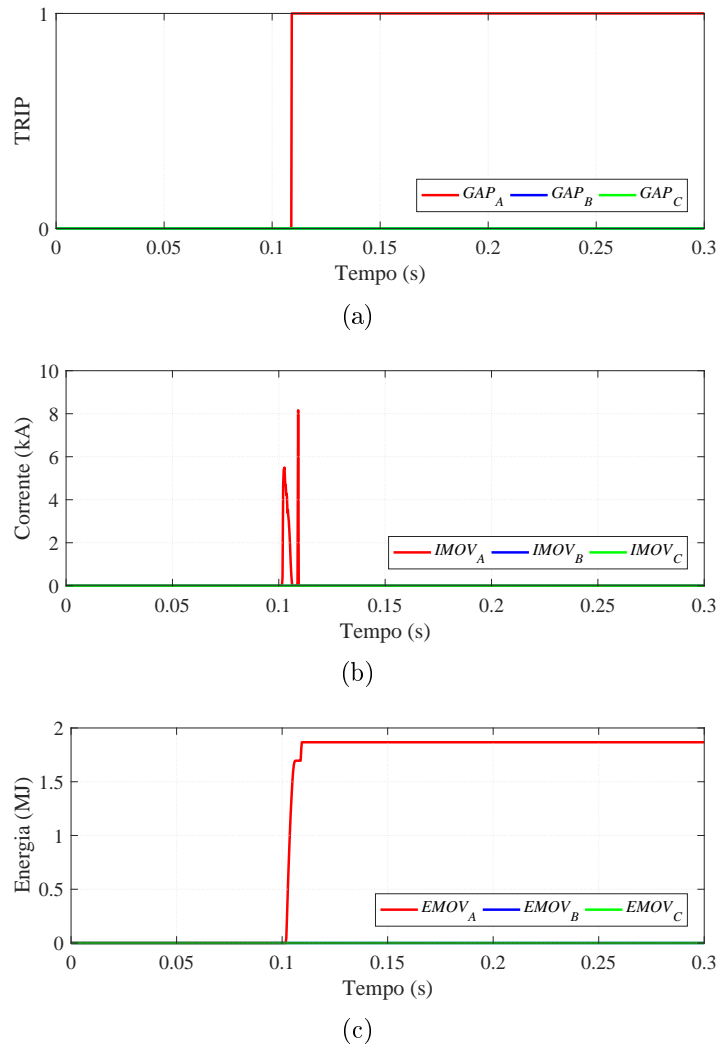 1
TRIP
GAP_A GAP_B GAP_C
0
0 0.05 0.1 0.15 0.2 0.25 0.3
Tempo (s)
(a)
10
8
6
4
2
0
Corrente (kA)
IMOV_A IMOV_B IMOV_C
0 0.05 0.1 0.15 0.2 0.25 0.3
Tempo (s)
(b)
2
1.5
1
0.5
0
Energia (MJ)
EMOV_A EMOV_B EMOV_C
0 0.05 0.1 0.15 0.2 0.25 0.3
Tempo (s)
(c)